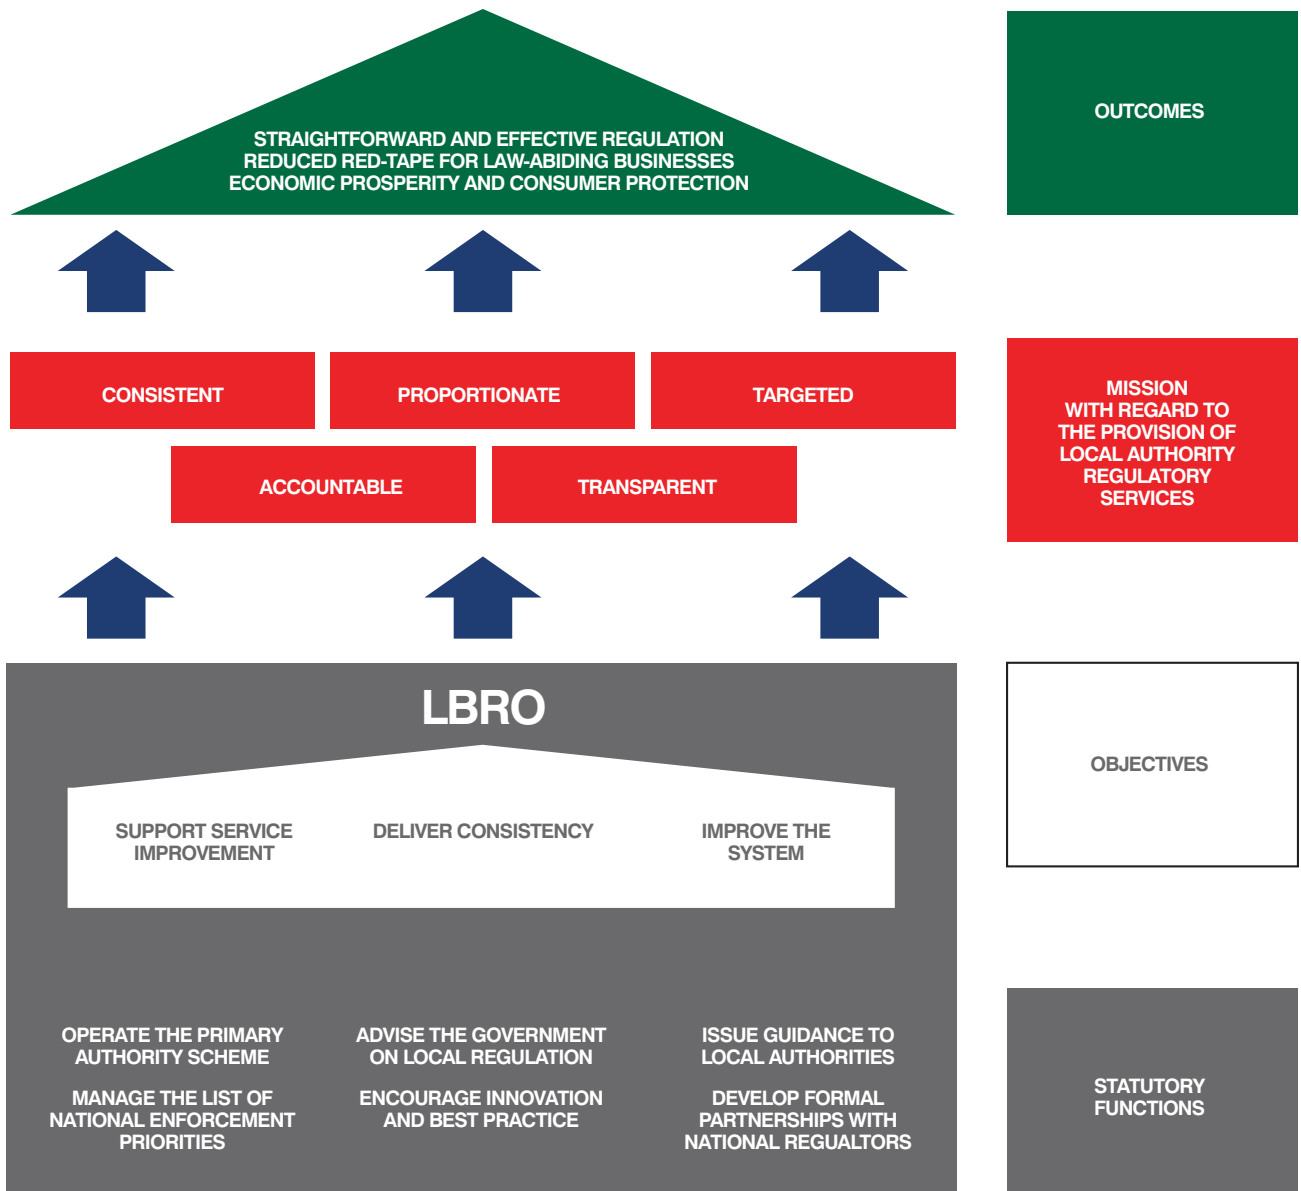 STRAIGHTFORWARD AND EFFECTIVE REGULATION
REDUCED RED-TAPE FOR LAW-ABIDING BUSINESSES
ECONOMIC PROSPERITY AND CONSUMER PROTECTION
OUTCOMES
CONSISTENT
PROPORTIONATE
TARGETED
ACCOUNTABLE
TRANSPARENT
MISSION
WITH REGARD TO
THE PROVISION OF
LOCAL AUTHORITY
REGULATORY
SERVICES
LBRO
SUPPORT SERVICE
IMPROVEMENT
DELIVER CONSISTENCY
IMPROVE THE
SYSTEM
OBJECTIVES
OPERATE THE PRIMARY
AUTHORITY SCHEME
MANAGE THE LIST OF
NATIONAL ENFORCEMENT
PRIORITIES
ADVISE THE GOVERNMENT
ON LOCAL REGULATION
ENCOURAGE INNOVATION
AND BEST PRACTICE
ISSUE GUIDANCE TO
LOCAL AUTHORITIES
DEVELOP FORMAL
PARTNERSHIPS WITH
NATIONAL REGUALTORS
STATUTORY
FUNCTIONS